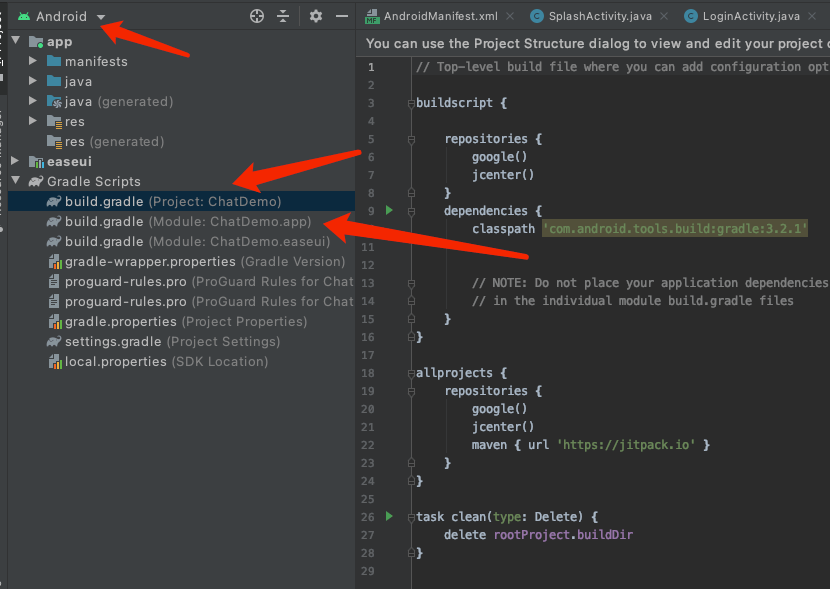 Android
app
manifests
java
java (generated)
res
res (generated)
easeui
Gradle Scripts
build.gradle (Project: ChatDemo)
build.gradle (Module: ChatDemo.app)
build.gradle (Module: ChatDemo.easeui)
gradle-wrapper.properties (Gradle Version)
proguard-rules.pro (ProGuard Rules for Chat
proguard-rules.pro (ProGuard Rules for Chat
gradle.properties (Project Properties)
settings.gradle (Project Settings)
local.properties (SDK Location)
AndroidManifest.xml SplashActivity.java LoginActivity.java
You can use the Project Structure dialog to view and edit your project c
1 // Top-level build file where you can add configuration opt
2
3 buildscript {
4
5 repositories {
6 google()
7 jcenter()
8 }
9 dependencies {
10 classpath 'com.android.tools.build:gradle:3.2.1'
11
12
13 // NOTE: Do not place your application dependencies
14 // in the individual module build.gradle files
15 }
16 }
17
18 allprojects {
19 repositories {
20 google()
21 jcenter()
22 maven { url 'https://jitpack.io' }
23 }
24 }
25
26 task clean(type: Delete) {
27 delete rootProject.buildDir
28 }
29